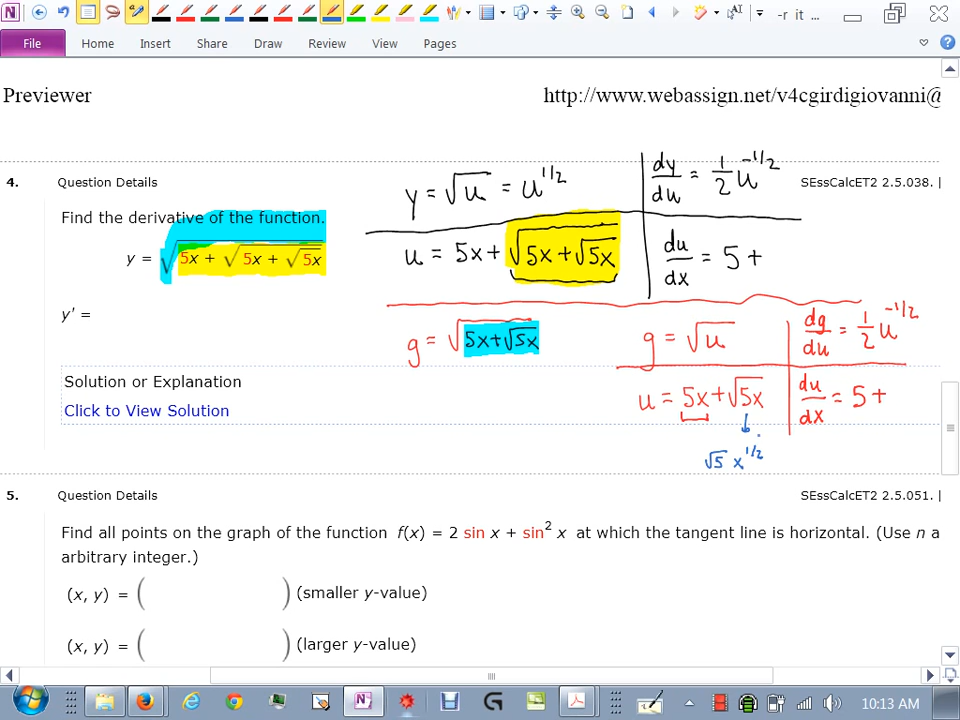 -r it ...
File Home Insert Share Draw Review View Pages
Previewer http://www.webassign.net/v4cgirdigiovanni@
4. Question Details SEssCalcET2 2.5.038. |
Find the derivative of the function.
y = √(5x + √(5x + √(5x)))
y' =
Solution or Explanation
Click to View Solution
y = √u = u^(1/2)
dy/du = 1/2 u^(-1/2)
u = 5x + √(5x+√5x)
du/dx = 5 +
g = √(5x+√5x)
g = √u
dg/du = 1/2 u^(-1/2)
u = 5x+√5x
du/dx = 5 +
√5 x^(1/2)
5. Question Details SEssCalcET2 2.5.051. |
Find all points on the graph of the function f(x) = 2 sin x + sin² x at which the tangent line is horizontal. (Use n a
arbitrary integer.)
(x, y) = ( ) (smaller y-value)
(x, y) = ( ) (larger y-value)
10:13 AM